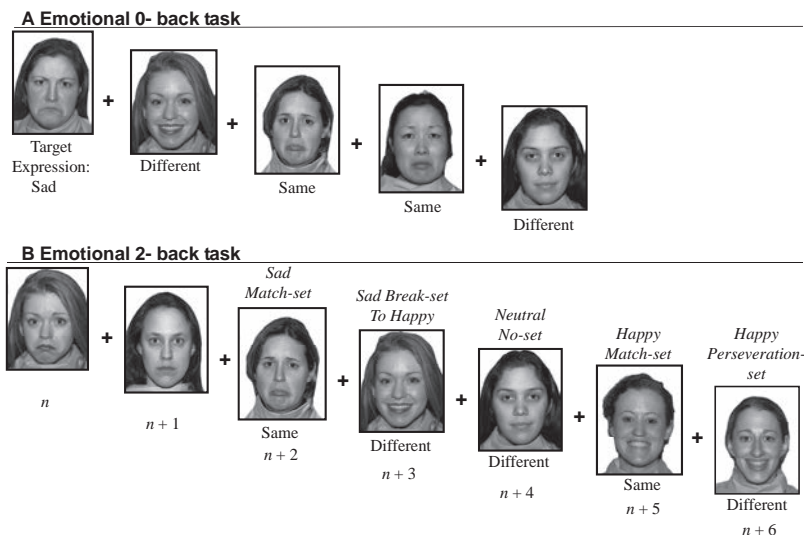 A Emotional 0- back task
+
+
+
+
Target
Expression:
Sad
Different
Same
Same
Different
B Emotional 2- back task
Sad
Match-set
Sad Break-set
To Happy
Neutral
No-set
Happy
Match-set
Happy
Perseveration-
set
+
+
+
+
+
+
n
n + 1
Same
n + 2
Different
n + 3
Different
n + 4
Same
n + 5
Different
n + 6